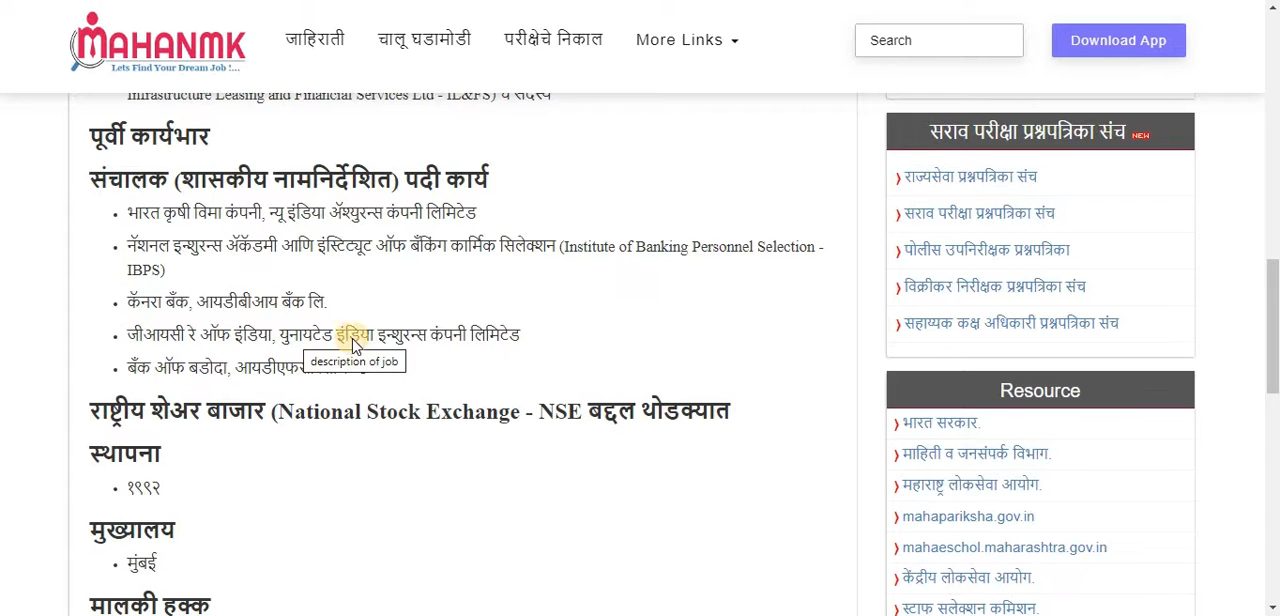 MAHANMK
Lets Find Your Dream Job !...
जाहिराती
चालू घडामोडी
परीक्षेचे निकाल
More Links
Search
Download App
Infrastructure Leasing and Financial Services Ltd - IL&FS) चे सदस्य
पूर्वी कार्यभार
संचालक (शासकीय नामनिर्देशित) पदी कार्य
भारत कृषी विमा कंपनी, न्यू इंडिया ॲश्युरन्स कंपनी लिमिटेड
नॅशनल इन्शुरन्स ॲकॅडमी आणि इंस्टिट्यूट ऑफ बँकिंग कार्मिक सिलेक्शन (Institute of Banking Personnel Selection -
IBPS)
कॅनरा बँक, आयडीबीआय बँक लि.
जीआयसी रे ऑफ इंडिया, युनायटेड इंडिया इन्शुरन्स कंपनी लिमिटेड
description of job
बँक ऑफ बडोदा,
राष्ट्रीय शेअर बाजार (National Stock Exchange - NSE बद्दल थोडक्यात
स्थापना
१९९२
मुख्यालय
मुंबई
मालकी हक्क
सराव परीक्षा प्रश्नपत्रिका संच NEW
राज्यसेवा प्रश्नपत्रिका संच
सराव परीक्षा प्रश्नपत्रिका संच
पोलीस उपनिरीक्षक प्रश्नपत्रिका
विक्रीकर निरीक्षक प्रश्नपत्रिका संच
सहाय्यक कक्ष अधिकारी प्रश्नपत्रिका संच
Resource
भारत सरकार.
माहिती व जनसंपर्क विभाग.
महाराष्ट्र लोकसेवा आयोग.
mahapariksha.gov.in
mahaeschol.maharashtra.gov.in
केंद्रीय लोकसेवा आयोग.
स्टाफ सलेक्शन कमिशन.